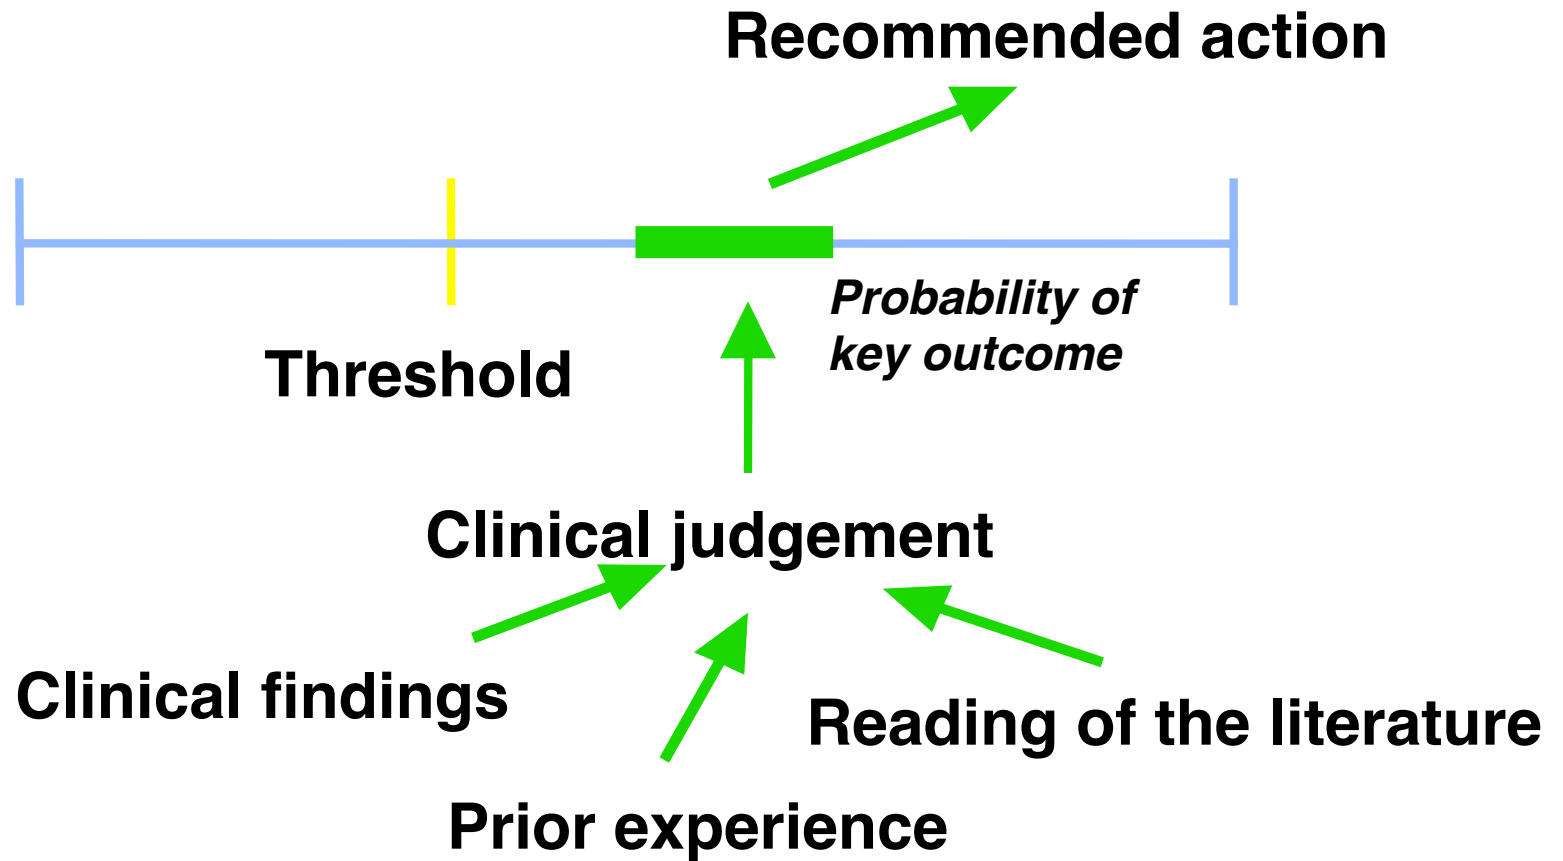 Recommended action
Probability of
key outcome
Threshold
Clinical judgement
Clinical findings
Reading of the literature
Prior experience